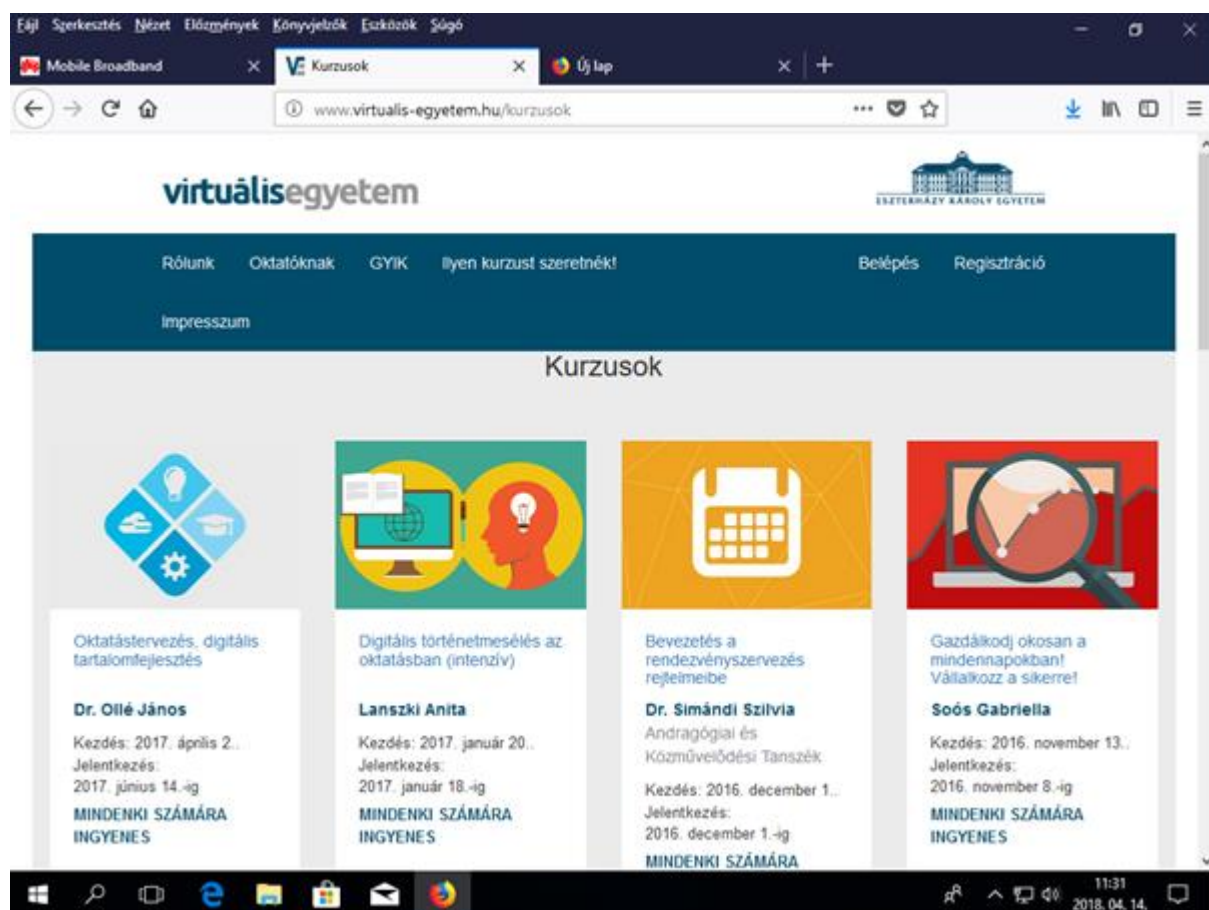 Fájl Szerkesztés Nézet Előzmények Könyvjelzők Eszközök Súgó
Mobile Broadband
Kurzusok
Új lap
www.virtualis-egyetem.hu/kurzusok
virtuálisegyetem
ESZTERHÁZY KÁROLY EGYETEM
Rólunk Oktatóknak GYIK Ilyen kurzust szeretnék! Belépés Regisztráció
Impresszum
Kurzusok
Oktatástervezés, digitális
tartalomfejlesztés
Dr. Ollé János
Kezdés: 2017. április 2..
Jelentkezés:
2017. június 14.-ig
MINDENKI SZÁMÁRA
INGYENES
Digitális történetmesélés az
oktatásban (intenzív)
Lanszki Anita
Kezdés: 2017. január 20..
Jelentkezés:
2017. január 18.-ig
MINDENKI SZÁMÁRA
INGYENES
Bevezetés a
rendezvényszervezés
rejtelmeibe
Dr. Simándi Szilvia
Andragógiai és
Közművelődési Tanszék
Kezdés: 2016. december 1..
Jelentkezés:
2016. december 1.-ig
MINDENKI SZÁMÁRA
Gazdálkodj okosan a
mindennapokban!
Vállalkozz a sikerre!
Soós Gabriella
Kezdés: 2016. november 13..
Jelentkezés:
2016. november 8.-ig
MINDENKI SZÁMÁRA
INGYENES
11:31
2018. 04. 14.